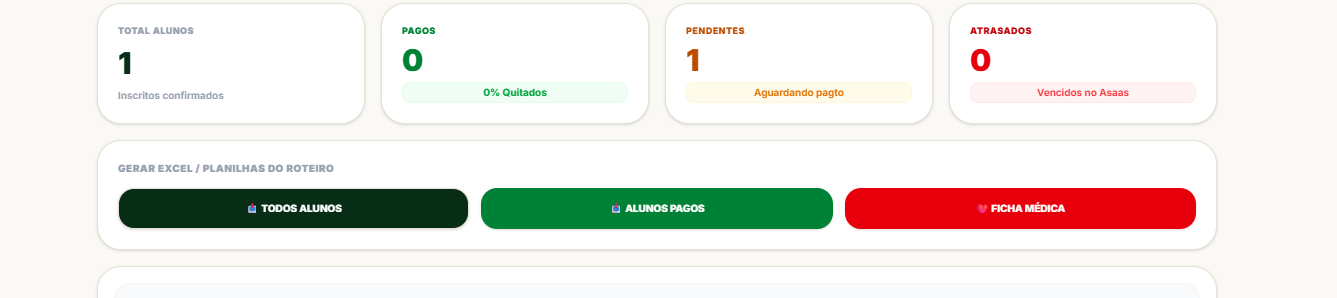 TOTAL ALUNOS
1
Inscritos confirmados
PAGOS
0
0% Quitados
PENDENTES
1
Aguardando pagto
ATRASADOS
0
Vencidos no Asaas
GERAR EXCEL / PLANILHAS DO ROTEIRO
TODOS ALUNOS
ALUNOS PAGOS
FICHA MÉDICA